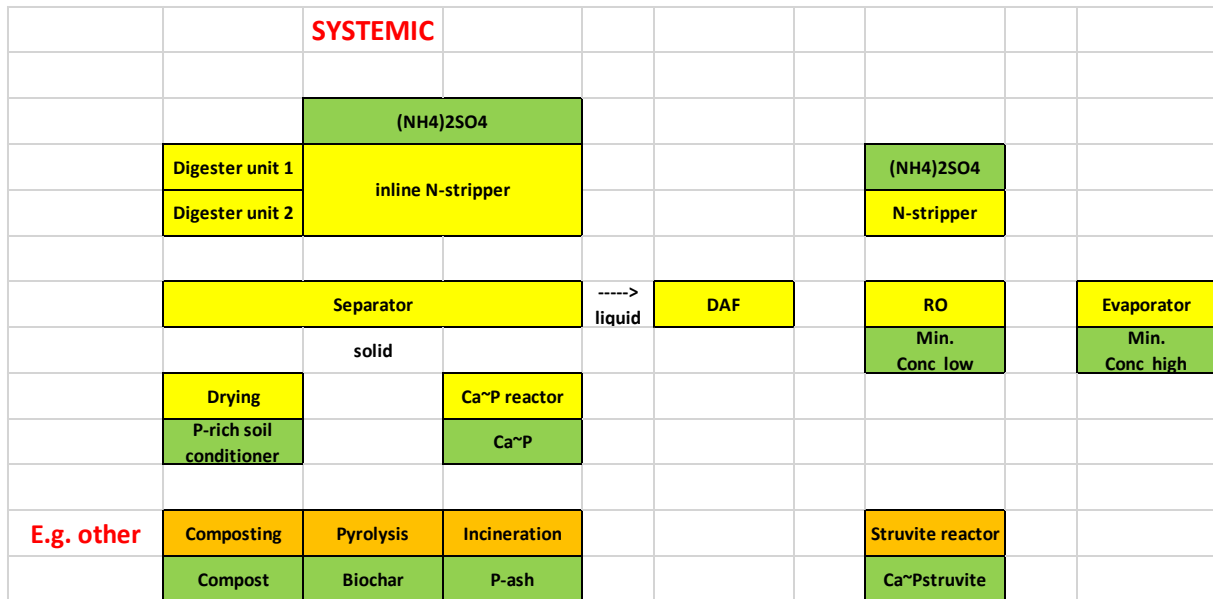 SYSTEMIC
(NH4)2SO4
Digester unit 1
inline N-stripper
(NH4)2SO4
Digester unit 2
N-stripper
Separator
----->
liquid
DAF
RO
Evaporator
solid
Min.
Conc low
Min.
Conc high
Drying
Ca~P reactor
P-rich soil
conditioner
Ca~P
E.g. other
Composting
Pyrolysis
Incineration
Struvite reactor
Compost
Biochar
P-ash
Ca~Pstruvite